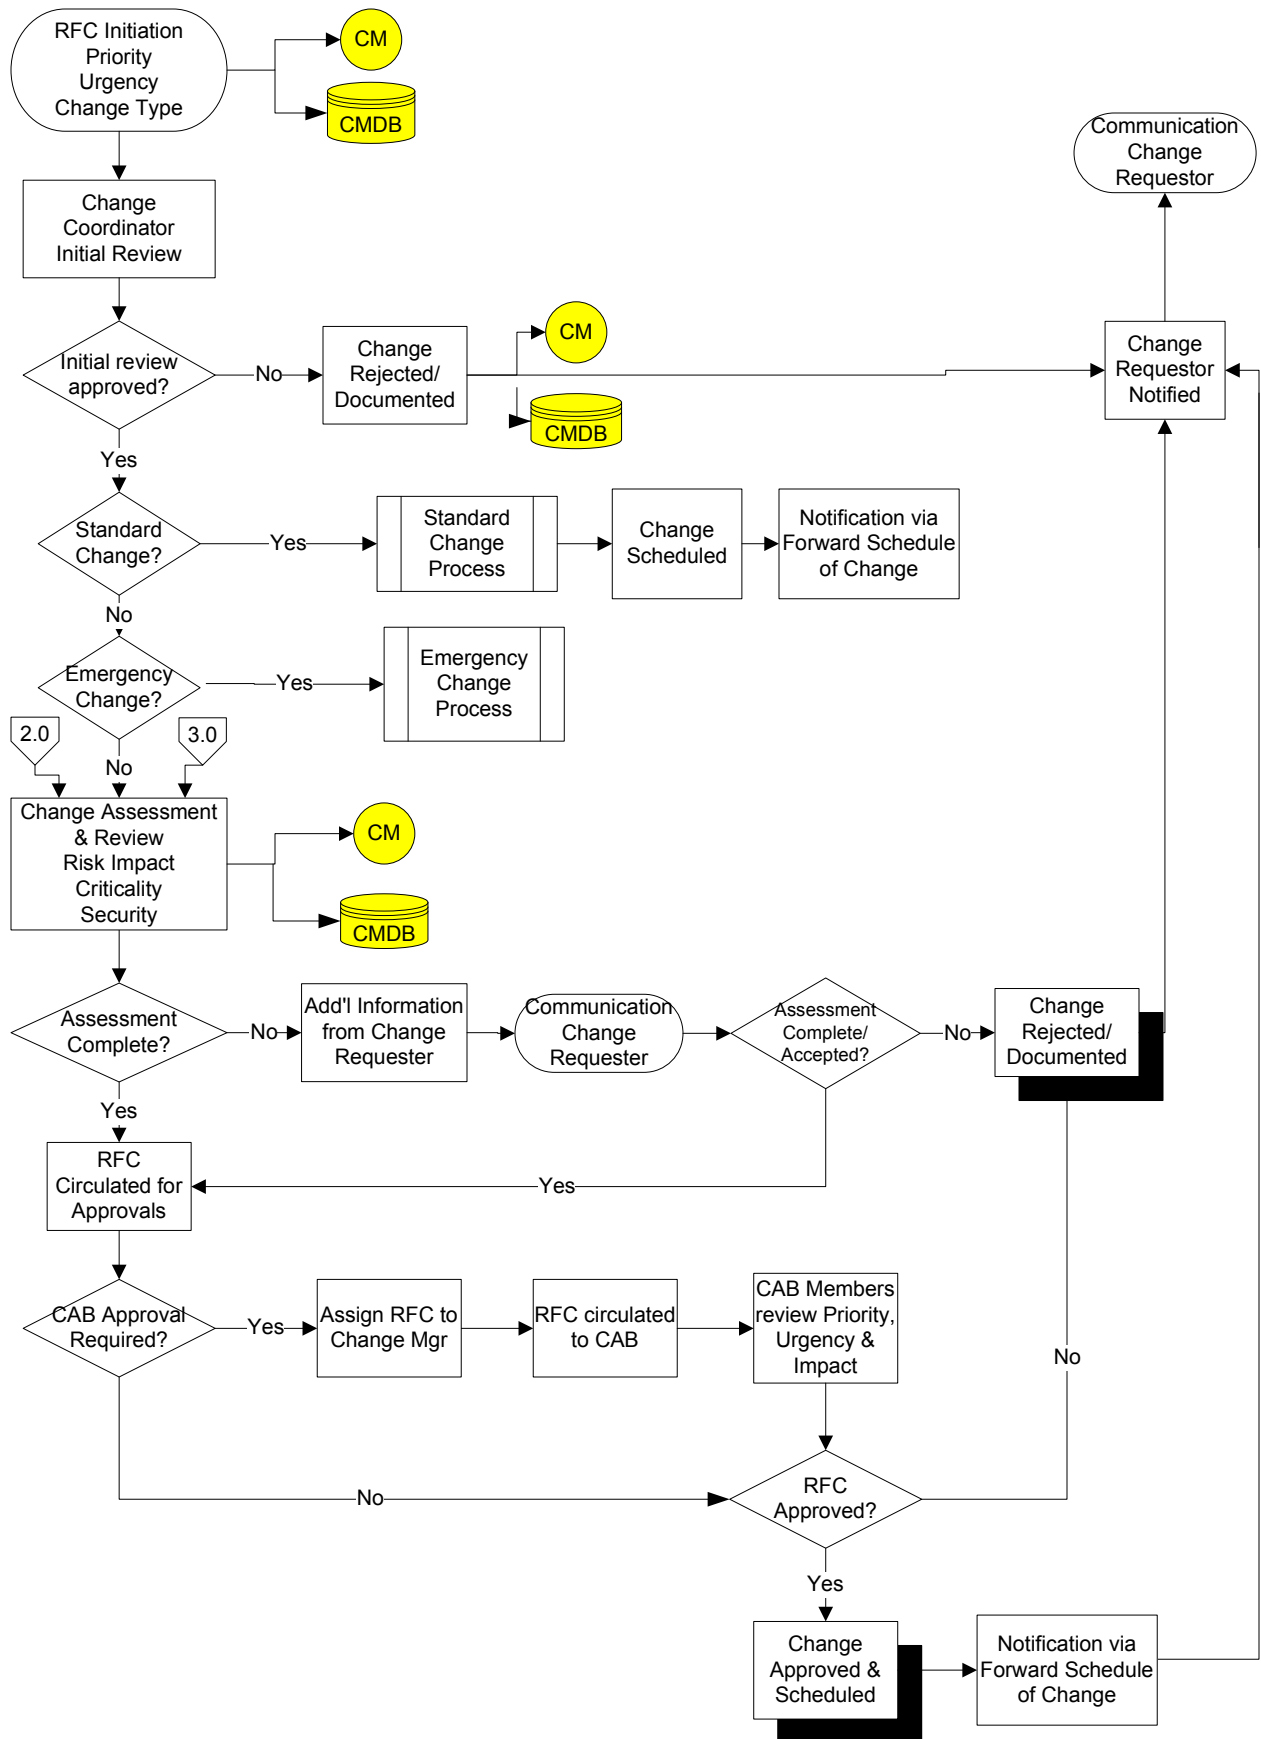 RFC Initiation
Priority
Urgency
Change Type
CM
CMDB
Communication
Change
Requestor
Change
Coordinator
Initial Review
Initial review
approved?
No
Change
Rejected/
Documented
CM
CMDB
Change
Requestor
Notified
Yes
Standard
Change?
Yes
Standard
Change
Process
Change
Scheduled
Notification via
Forward Schedule
of Change
No
Emergency
Change?
Yes
Emergency
Change
Process
2.0
3.0
No
Change Assessment
& Review
Risk Impact
Criticality
Security
CM
CMDB
Assessment
Complete?
No
Add'l Information
from Change
Requester
Communication
Change
Requester
Assessment
Complete/
Accepted?
No
Change
Rejected/
Documented
Yes
RFC
Circulated for
Approvals
Yes
CAB Approval
Required?
Yes
Assign RFC to
Change Mgr
RFC circulated
to CAB
CAB Members
review Priority,
Urgency &
Impact
No
No
RFC
Approved?
Yes
Change
Approved &
Scheduled
Notification via
Forward Schedule
of Change